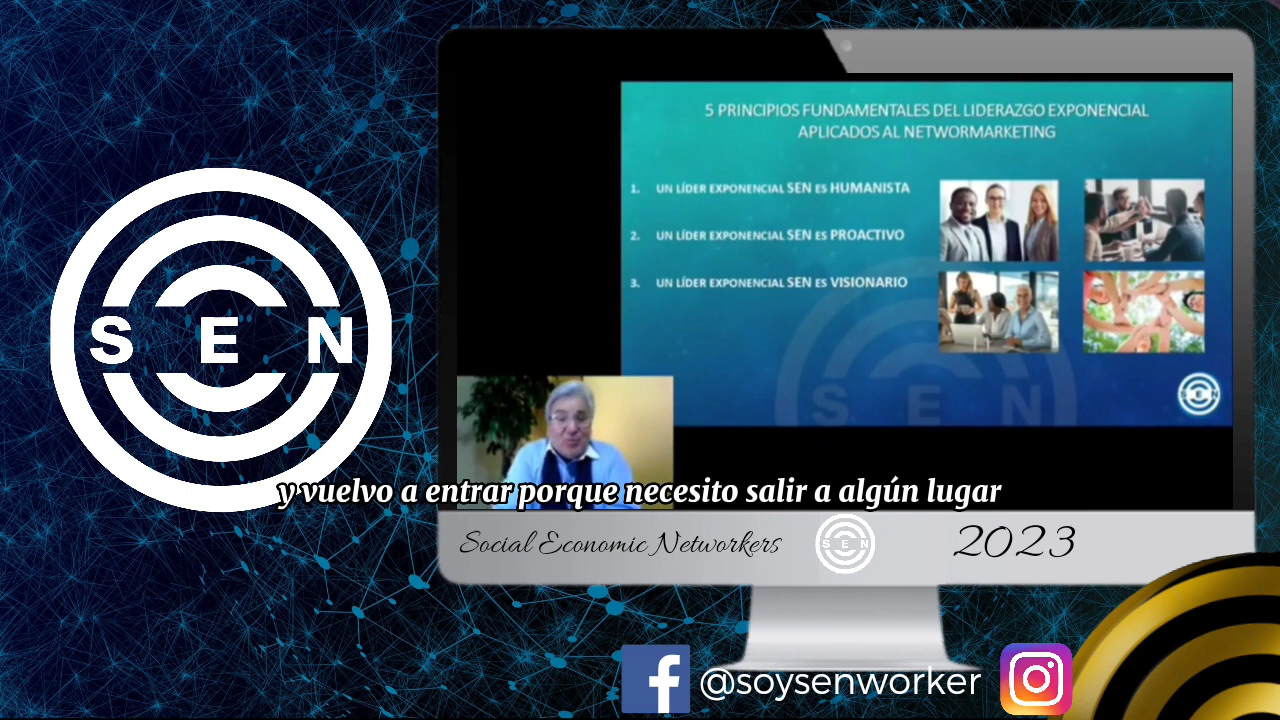 S E N
5 PRINCIPIOS FUNDAMENTALES DEL LIDERAZGO EXPONENCIAL
APLICADOS AL NETWORMARKETING
1. UN LÍDER EXPONENCIAL SEN ES HUMANISTA
2. UN LÍDER EXPONENCIAL SEN ES PROACTIVO
3. UN LÍDER EXPONENCIAL SEN ES VISIONARIO
S E N
SEN
y vuelvo a entrar porque necesito salir a algún lugar
Social Economic Networkers
SEN
2023
@soysenworker